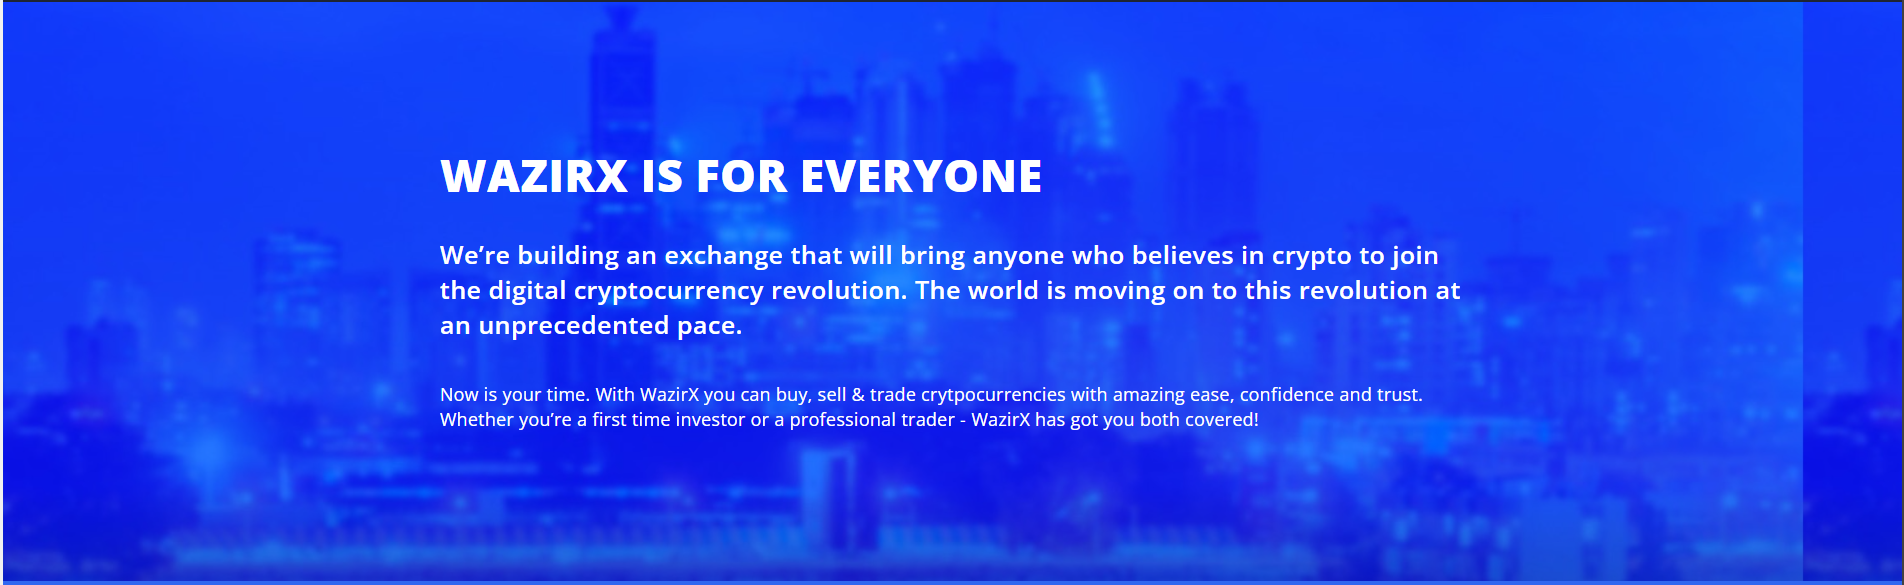 WAZIRX IS FOR EVERYONE
We’re building an exchange that will bring anyone who believes in crypto to join
the digital cryptocurrency revolution. The world is moving on to this revolution at
an unprecedented pace.
Now is your time. With WazirX you can buy, sell & trade crytpocurrencies with amazing ease, confidence and trust.
Whether you’re a first time investor or a professional trader - WazirX has got you both covered!